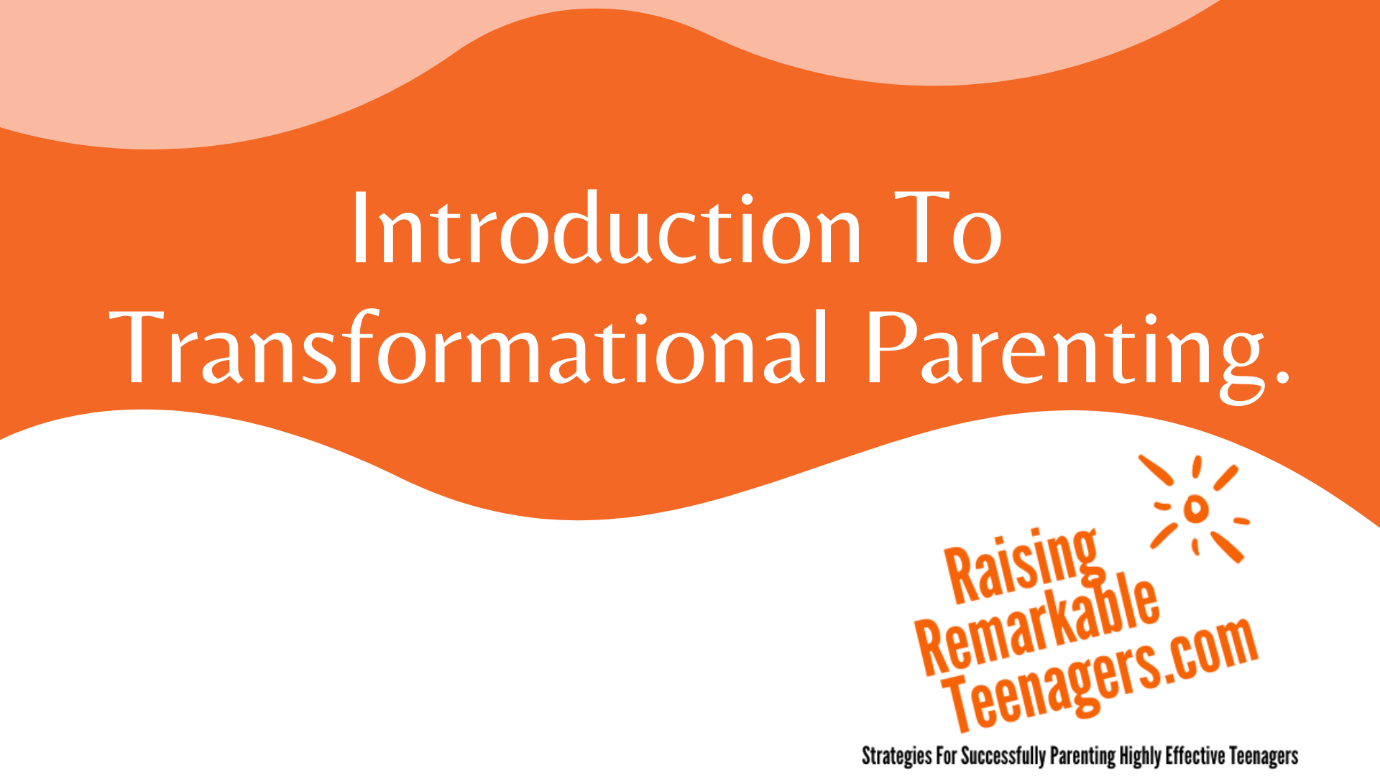 Introduction To
Transformational Parenting.
Raising
Remarkable
Teenagers.com
Strategies For Successfully Parenting Highly Effective Teenagers